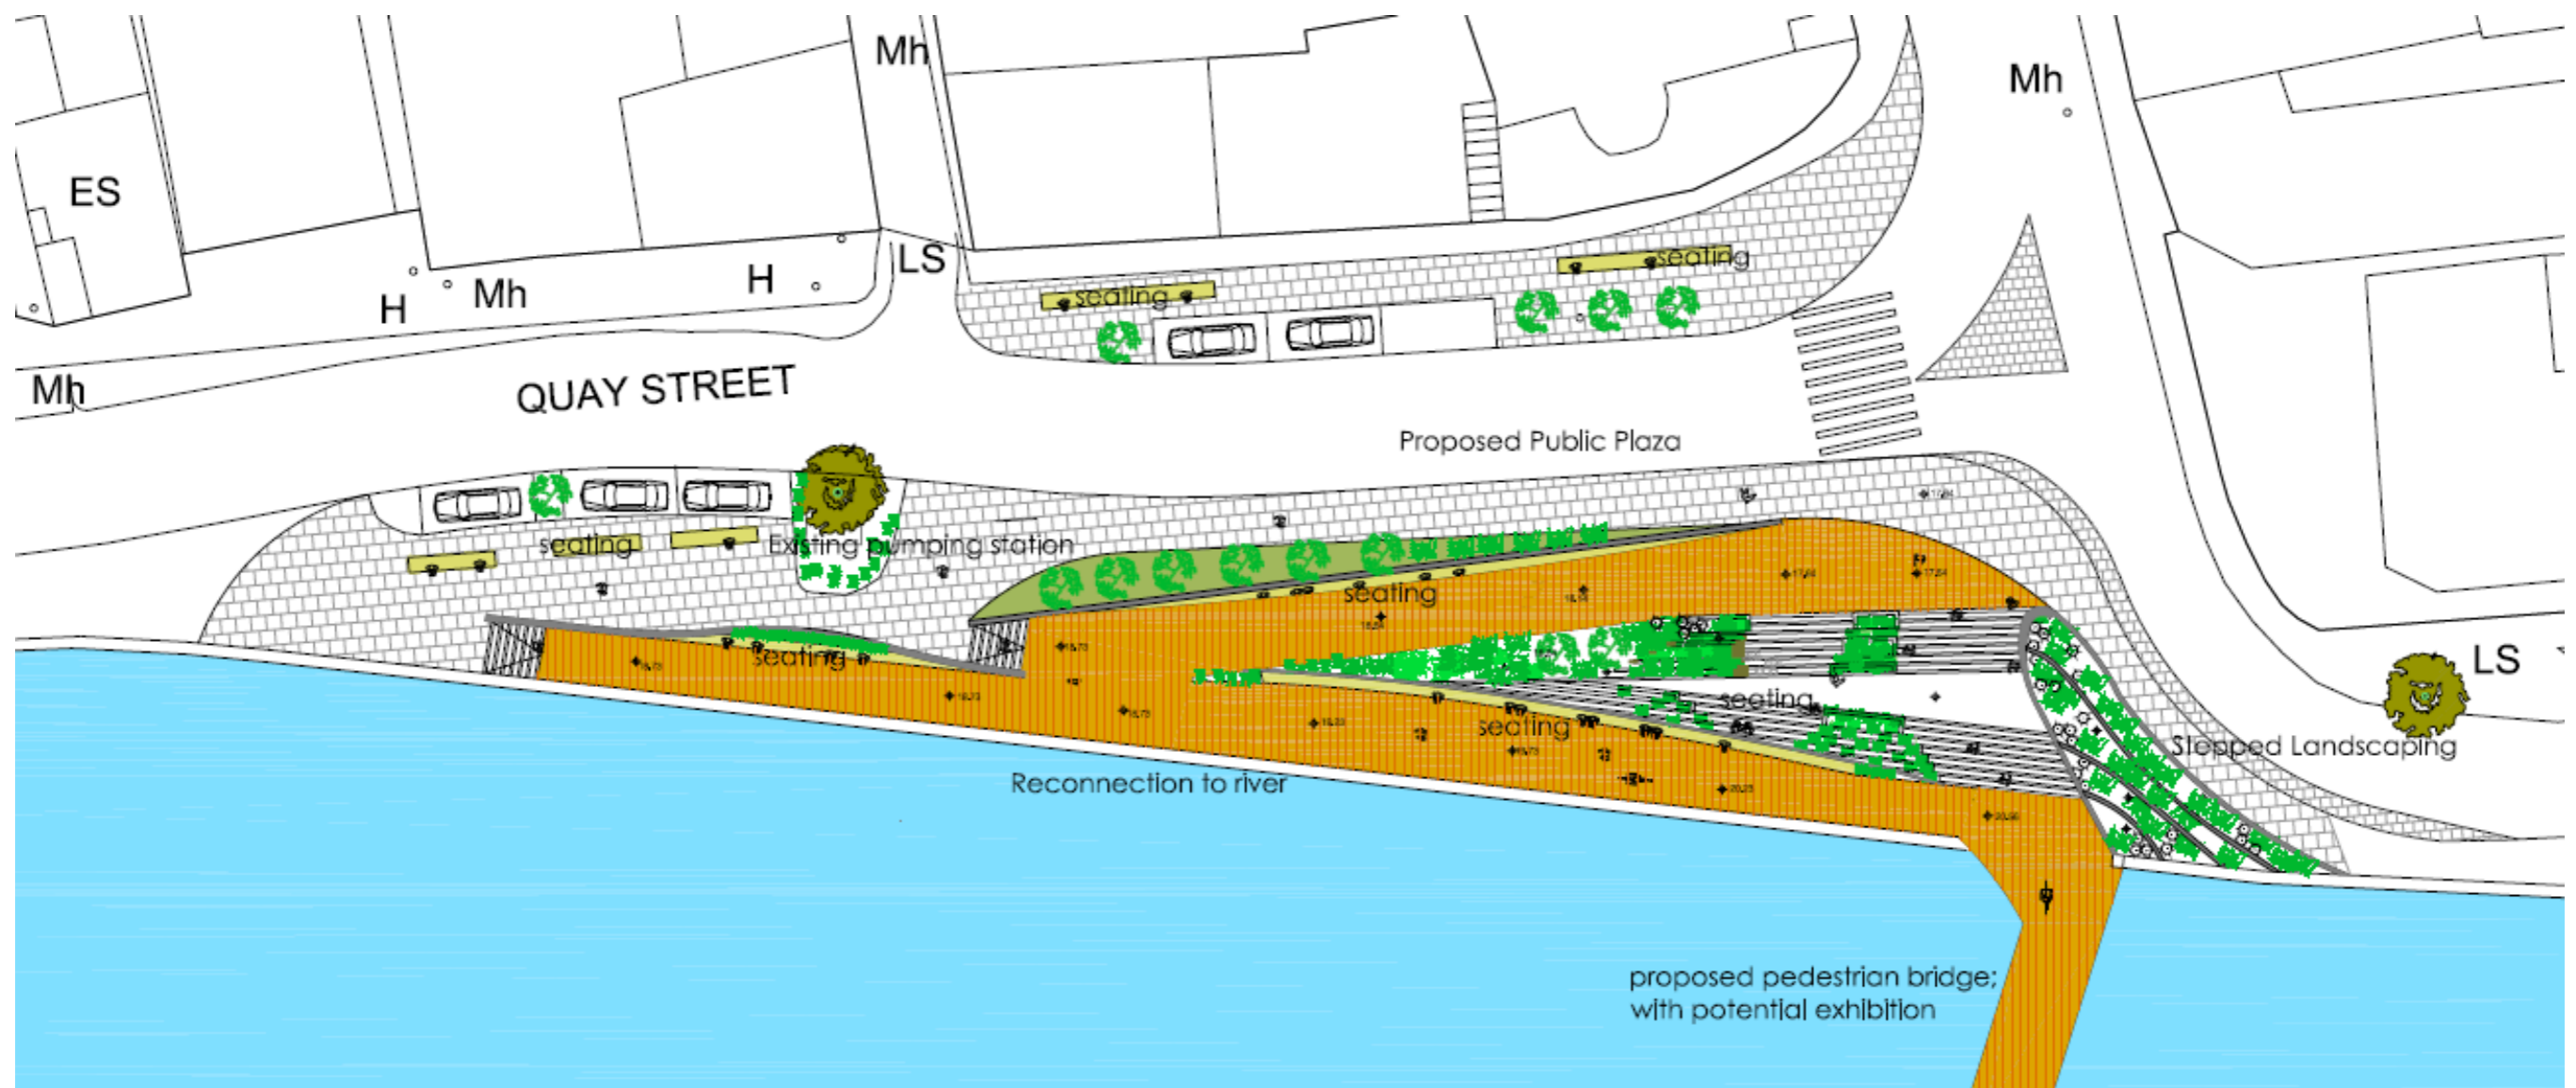 Mh
Mh
ES
LS
seating
H
Mh
H
seating
Mh
QUAY STREET
Proposed Public Plaza
seating
Existing pumping station
seating
seating
LS
seating
seating
Stepped Landscaping
Reconnection to river
proposed pedestrian bridge;
with potential exhibition